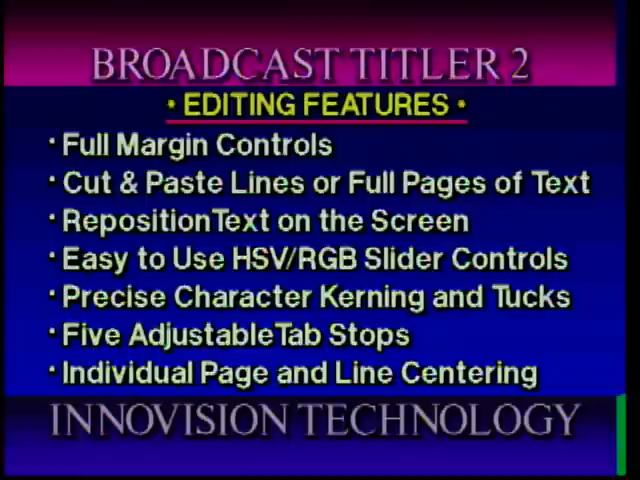 BROADCAST TITLER 2
• EDITING FEATURES •
• Full Margin Controls
• Cut & Paste Lines or Full Pages of Text
• RepositionText on the Screen
• Easy to Use HSV/RGB Slider Controls
• Precise Character Kerning and Tucks
• Five AdjustableTab Stops
• Individual Page and Line Centering
INNOVISION TECHNOLOGY